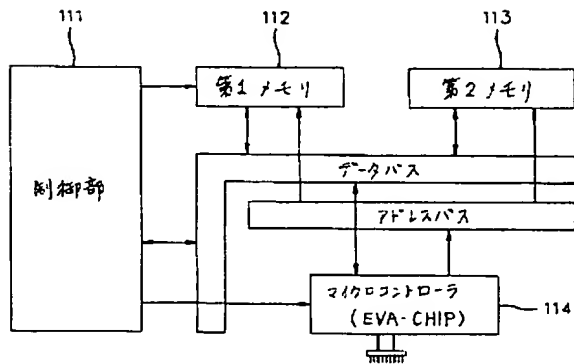 111
112
113
第1メモリ
第2メモリ
データバス
制御部
アドレスバス
マイクロコントローラ
(EVA-CHIP)
114